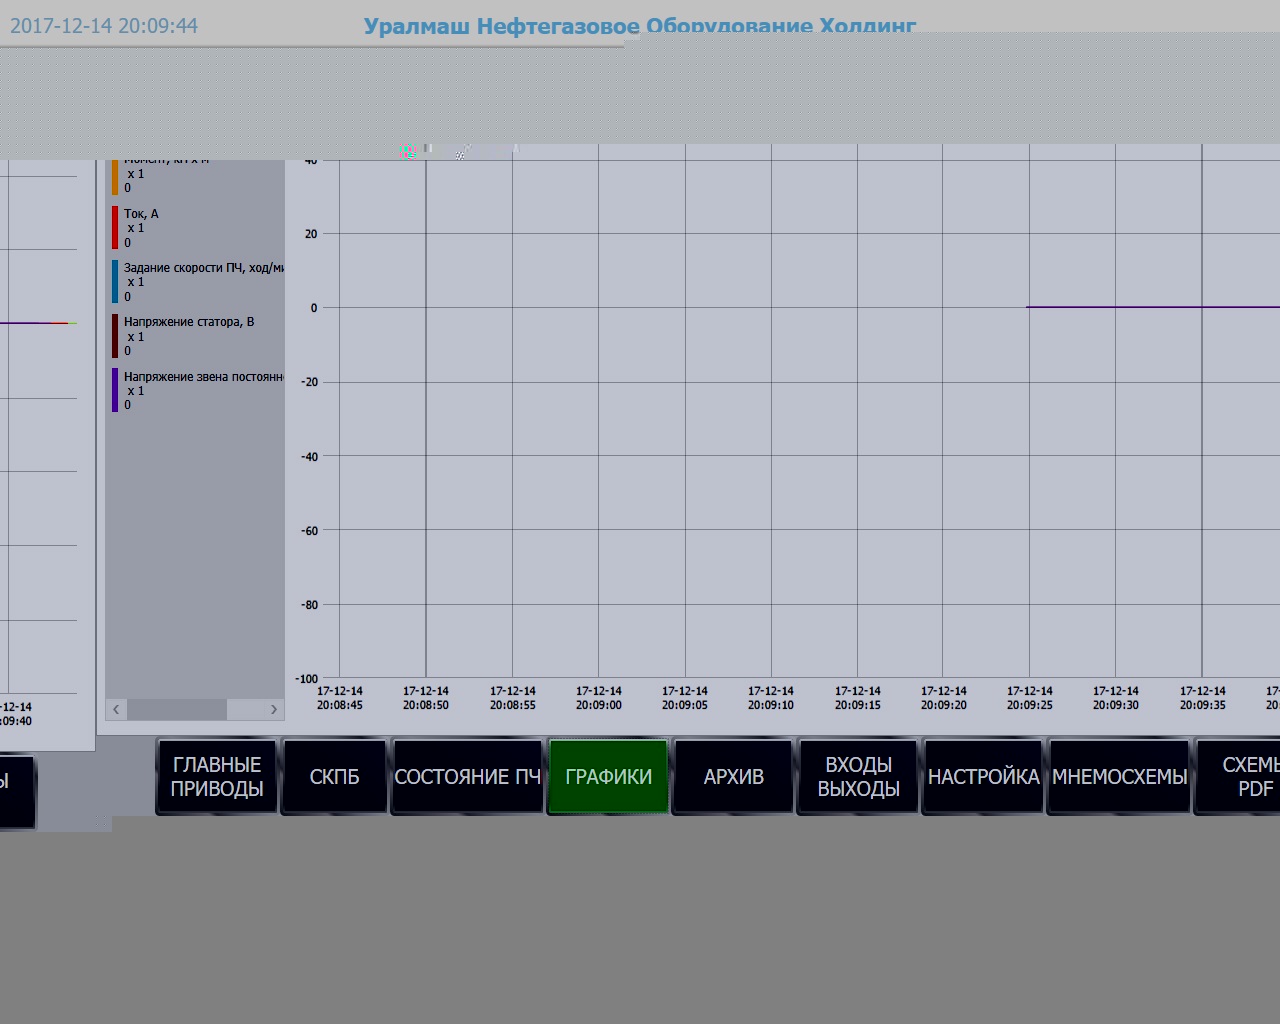 2017-12-14 20:09:44
Уралмаш Нефтегазовое Оборудование Холдинг
Момент, кН x м
x 1
0
Ток, А
x 1
0
Задание скорости ПЧ, ход/ми
x 1
0
Напряжение статора, В
x 1
0
Напряжение звена постоянн
x 1
0
40
20
0
-20
-40
-60
-80
-100
17-12-14 17-12-14 17-12-14 17-12-14 17-12-14 17-12-14 17-12-14 17-12-14 17-12-14 17-12-14 17-12-14 17-
20:08:45 20:08:50 20:08:55 20:09:00 20:09:05 20:09:10 20:09:15 20:09:20 20:09:25 20:09:30 20:09:35 20:
-12-14
:09:40
Ы
ГЛАВНЫЕ
ПРИВОДЫ
СКПБ
СОСТОЯНИЕ ПЧ
ГРАФИКИ
АРХИВ
ВХОДЫ
ВЫХОДЫ
НАСТРОЙКА
МНЕМОСХЕМЫ
СХЕМЫ
PDF